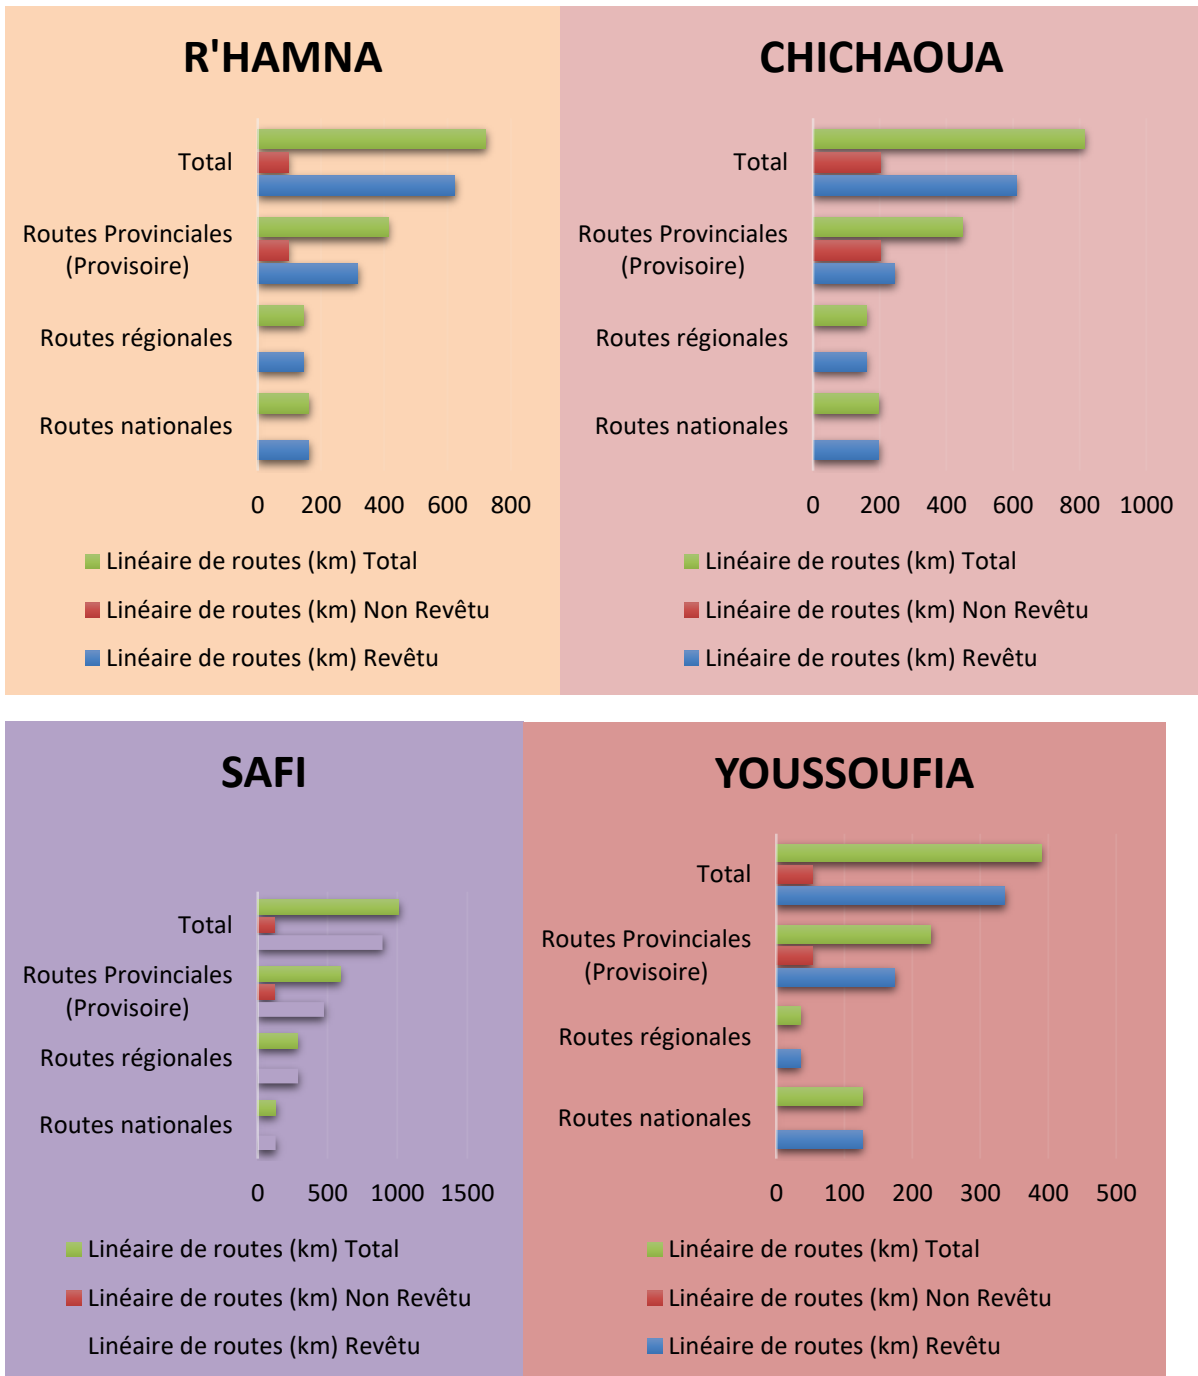 R'HAMNA
Total
Routes Provinciales
(Provisoire)
Routes régionales
Routes nationales
0 200 400 600 800
Linéaire de routes (km) Total
Linéaire de routes (km) Non Revêtu
Linéaire de routes (km) Revêtu
CHICHAOUA
Total
Routes Provinciales
(Provisoire)
Routes régionales
Routes nationales
0 200 400 600 800 1000
Linéaire de routes (km) Total
Linéaire de routes (km) Non Revêtu
Linéaire de routes (km) Revêtu
SAFI
Total
Routes Provinciales
(Provisoire)
Routes régionales
Routes nationales
0 500 1000 1500
Linéaire de routes (km) Total
Linéaire de routes (km) Non Revêtu
Linéaire de routes (km) Revêtu
YOUSSOUFIA
Total
Routes Provinciales
(Provisoire)
Routes régionales
Routes nationales
0 100 200 300 400 500
Linéaire de routes (km) Total
Linéaire de routes (km) Non Revêtu
Linéaire de routes (km) Revêtu